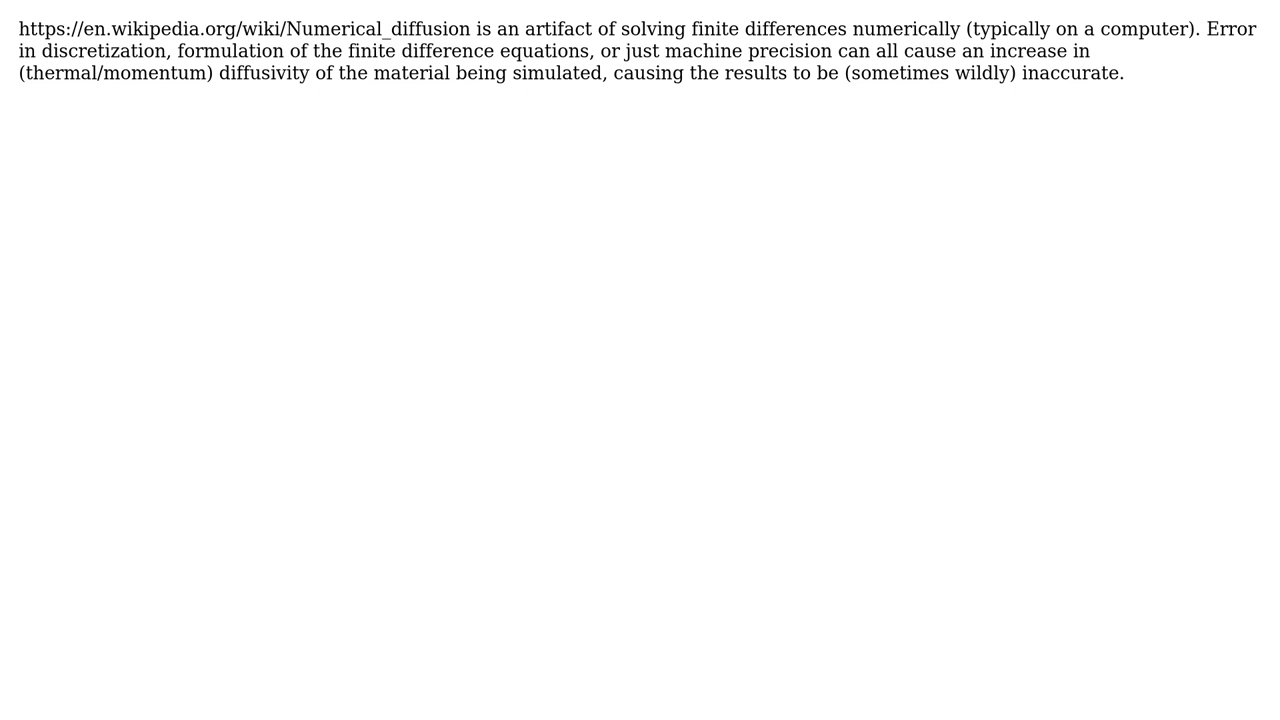 https://en.wikipedia.org/wiki/Numerical_diffusion is an artifact of solving finite differences numerically (typically on a computer). Error
in discretization, formulation of the finite difference equations, or just machine precision can all cause an increase in
(thermal/momentum) diffusivity of the material being simulated, causing the results to be (sometimes wildly) inaccurate.